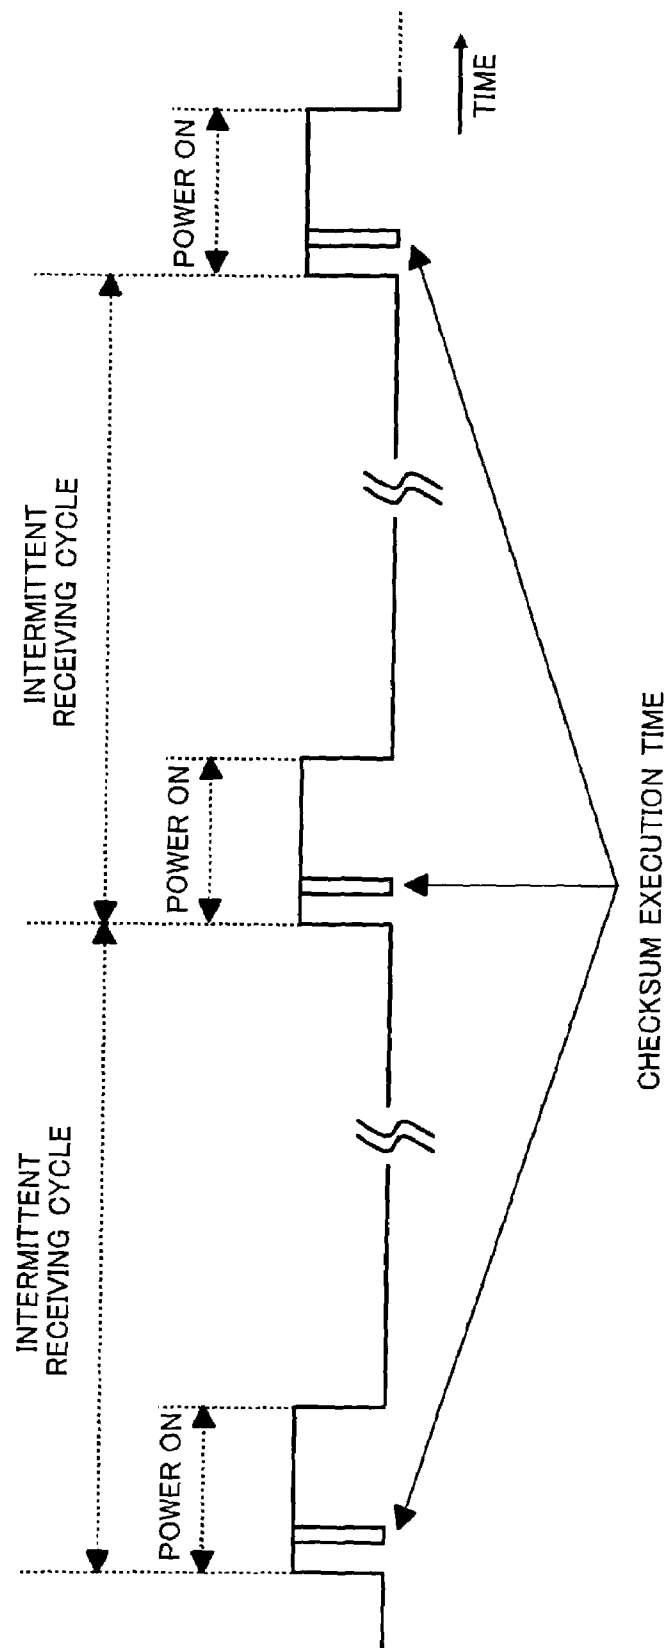 INTERMITTENT
RECEIVING CYCLE
INTERMITTENT
RECEIVING CYCLE
POWER ON
POWER ON
POWER ON
TIME
CHECKSUM EXECUTION TIME